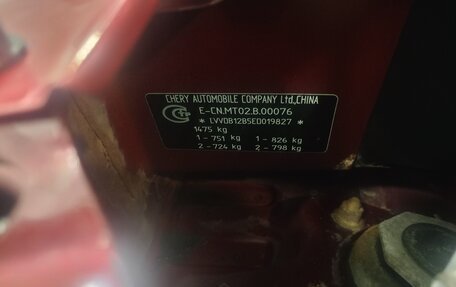 CHERY AUTOMOBILE COMPANY Ltd.,CHINA
E-CN.MT02.B.00076
* LVVDB12B5ED019827 *
1475 kg
1-751 kg 1-826 kg
2-724 kg 2-798 kg